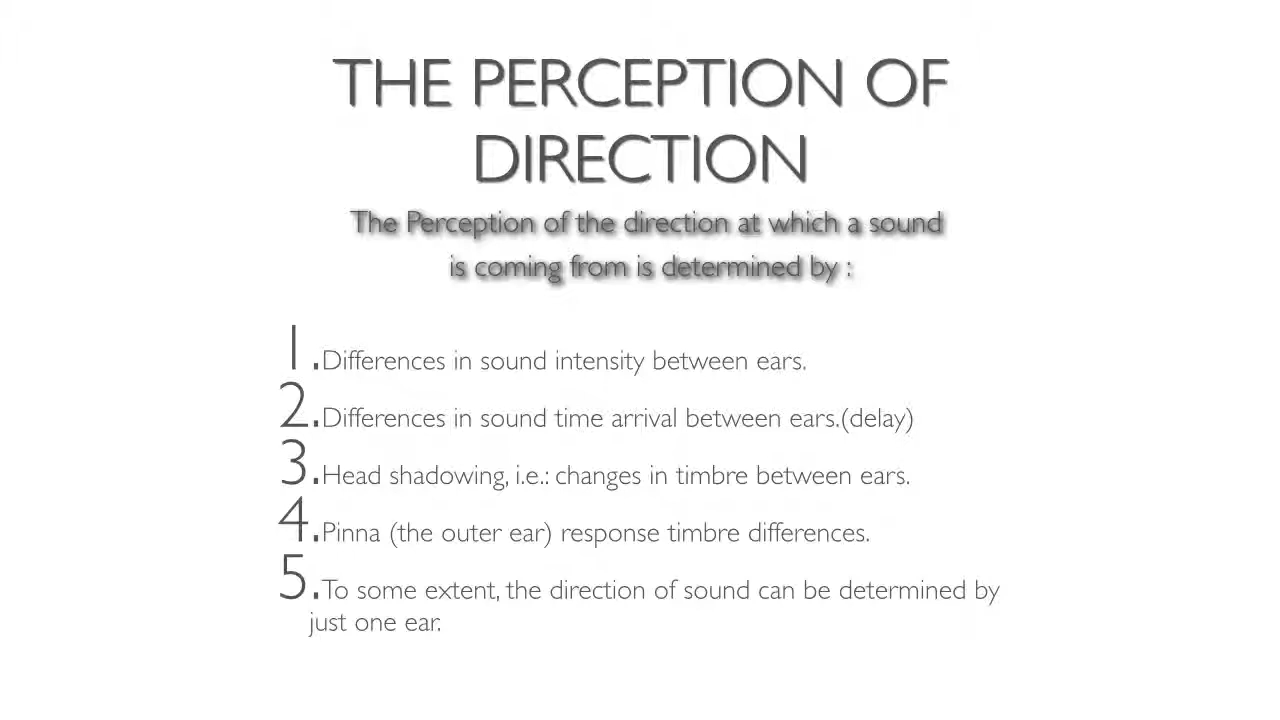 THE PERCEPTION OF
DIRECTION
The Perception of the direction at which a sound
is coming from is determined by :
1.Differences in sound intensity between ears.
2.Differences in sound time arrival between ears.(delay)
3.Head shadowing, i.e.: changes in timbre between ears.
4.Pinna (the outer ear) response timbre differences.
5.To some extent, the direction of sound can be determined by
just one ear.